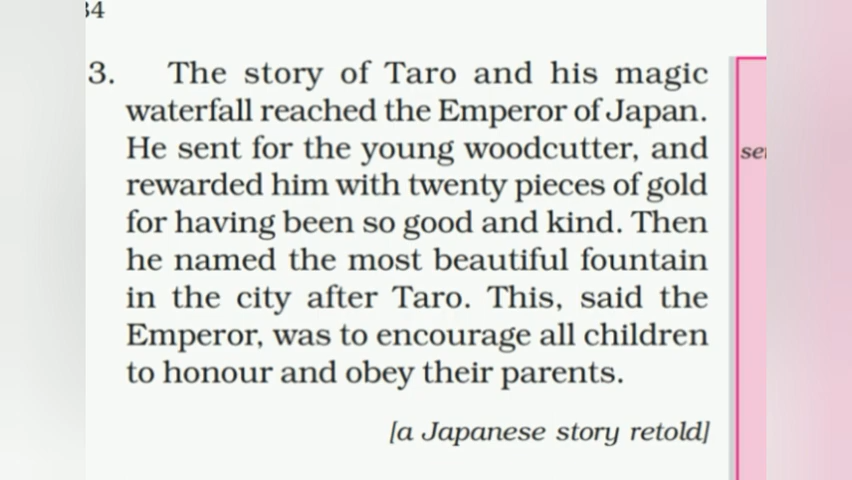 34
3. The story of Taro and his magic
waterfall reached the Emperor of Japan.
He sent for the young woodcutter, and
rewarded him with twenty pieces of gold
for having been so good and kind. Then
he named the most beautiful fountain
in the city after Taro. This, said the
Emperor, was to encourage all children
to honour and obey their parents.
[a Japanese story retold]